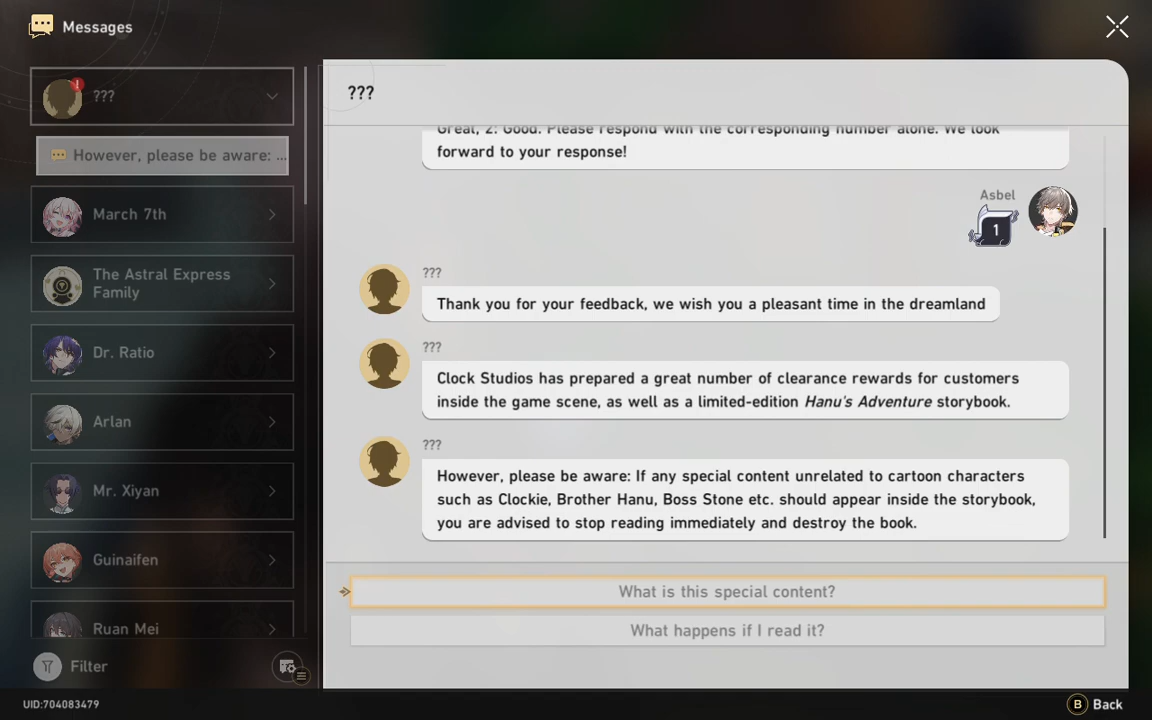 Messages
???
However, please be aware: ...
March 7th
The Astral Express
Family
Dr. Ratio
Arlan
Mr. Xiyan
Guinaifen
Ruan Mei
Filter
UID:704083479
???
Great, 2: Good. Please respond with the corresponding number alone. We look
forward to your response!
Asbel
1
???
Thank you for your feedback, we wish you a pleasant time in the dreamland
???
Clock Studios has prepared a great number of clearance rewards for customers
inside the game scene, as well as a limited-edition Hanu's Adventure storybook.
???
However, please be aware: If any special content unrelated to cartoon characters
such as Clockie, Brother Hanu, Boss Stone etc. should appear inside the storybook,
you are advised to stop reading immediately and destroy the book.
What is this special content?
What happens if I read it?
B Back